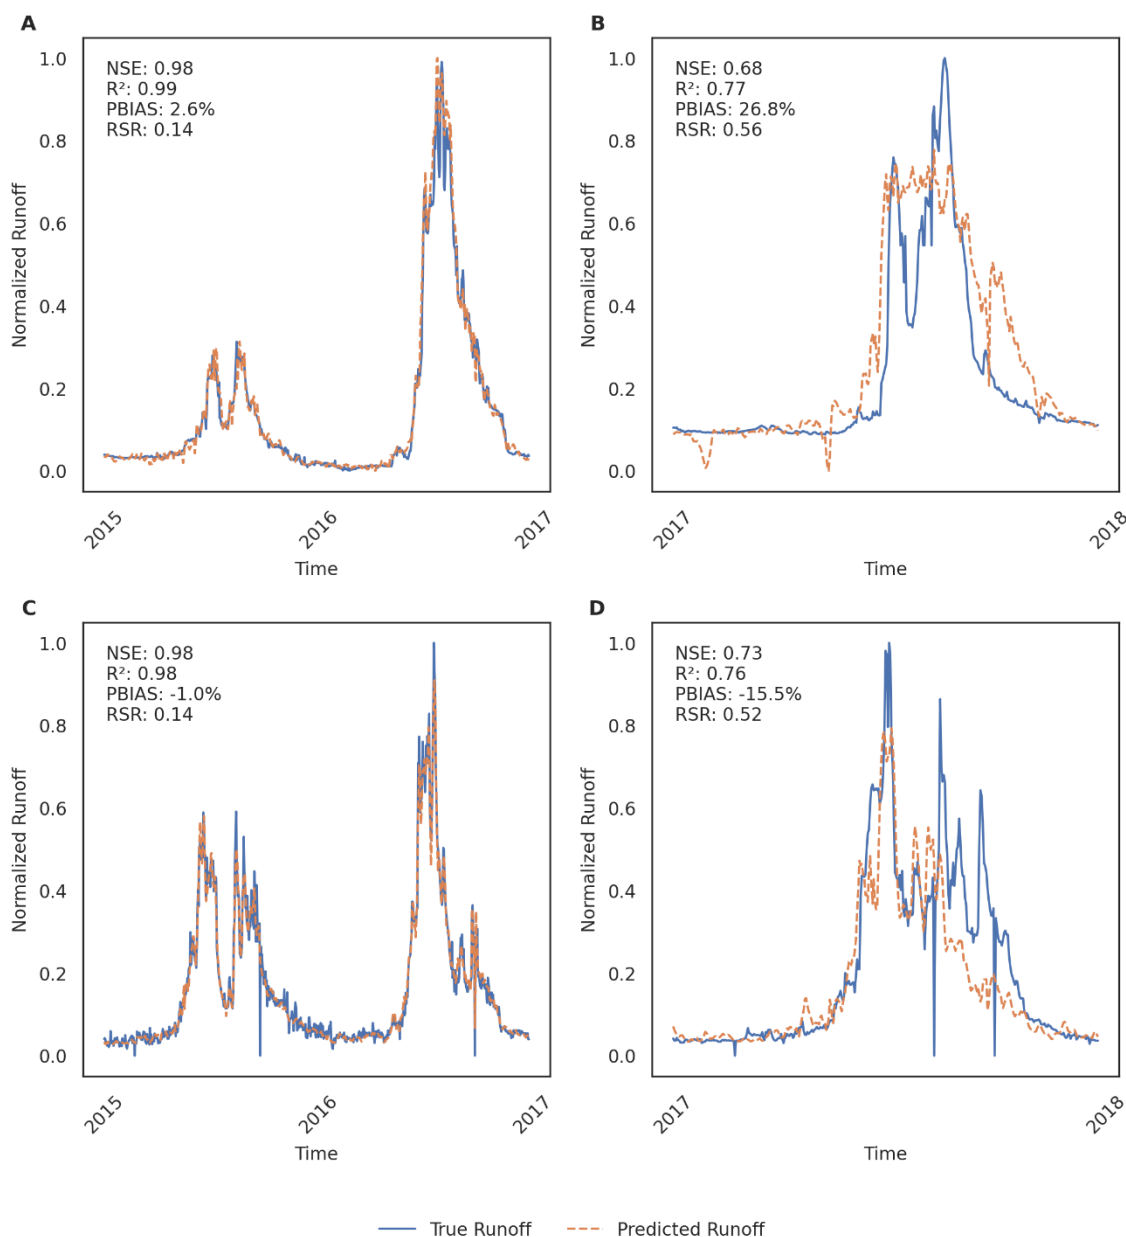 A
NSE: 0.98
R²: 0.99
PBIAS: 2.6%
RSR: 0.14
1.0
0.8
0.6
0.4
0.2
0.0
Normalized Runoff
2015
2016
2017
Time
B
NSE: 0.68
R²: 0.77
PBIAS: 26.8%
RSR: 0.56
1.0
0.8
0.6
0.4
0.2
0.0
Normalized Runoff
2017
2018
Time
C
NSE: 0.98
R²: 0.98
PBIAS: -1.0%
RSR: 0.14
1.0
0.8
0.6
0.4
0.2
0.0
Normalized Runoff
2015
2016
2017
Time
D
NSE: 0.73
R²: 0.76
PBIAS: -15.5%
RSR: 0.52
1.0
0.8
0.6
0.4
0.2
0.0
Normalized Runoff
2017
2018
Time
True Runoff
Predicted Runoff